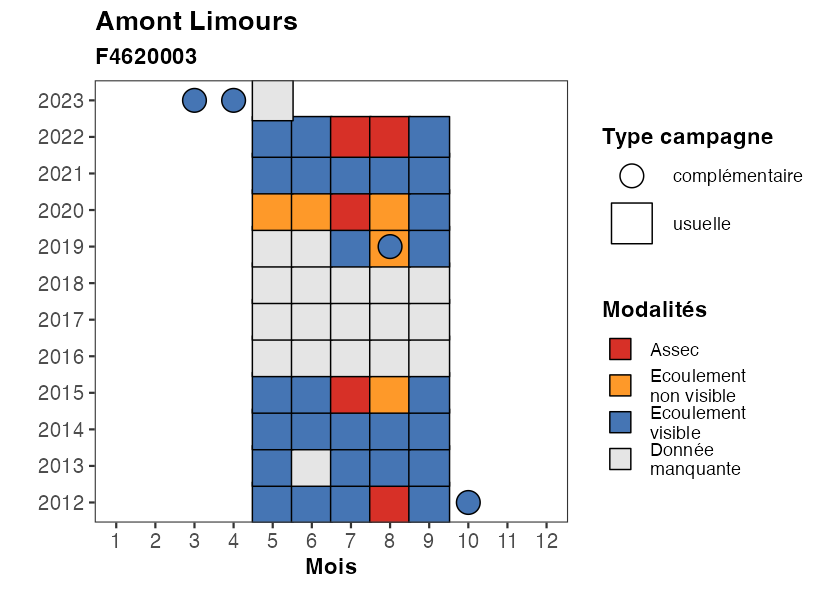 Amont Limours
F4620003
2023
2022
2021
2020
2019
2018
2017
2016
2015
2014
2013
2012
1 2 3 4 5 6 7 8 9 10 11 12
Mois
Type campagne
complémentaire
usuelle
Modalités
Assec
Ecoulement
non visible
Ecoulement
visible
Donnée
manquante